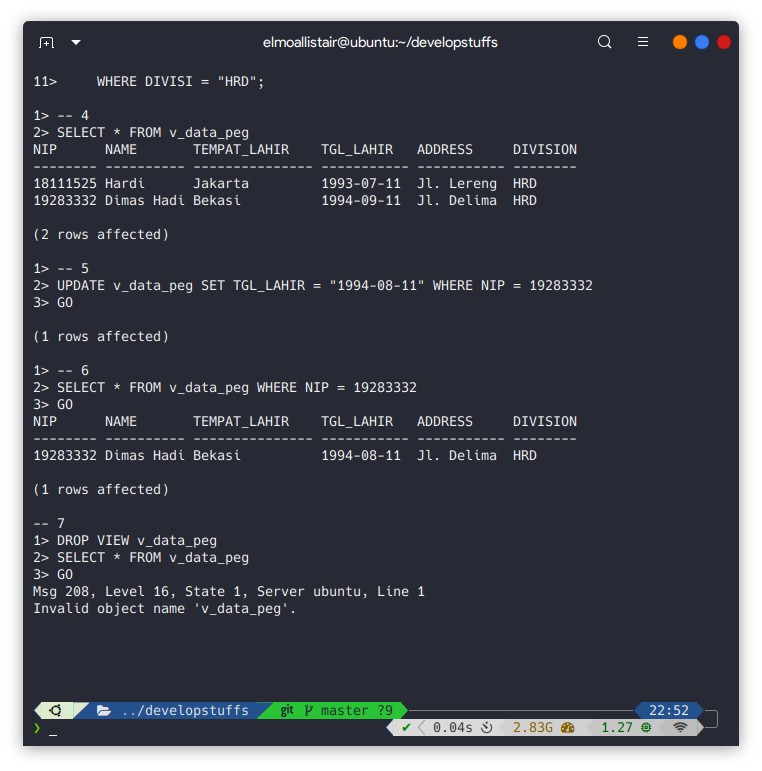 elmoallistair@ubuntu:~/developstuffs
11>     WHERE DIVISI = "HRD";
1> -- 4
2> SELECT * FROM v_data_peg
NIP      NAME       TEMPAT_LAHIR    TGL_LAHIR   ADDRESS     DIVISION
-------- ---------- --------------- ----------- ----------- --------
18111525 Hardi      Jakarta         1993-07-11  Jl. Lereng  HRD
19283332 Dimas Hadi Bekasi          1994-09-11  Jl. Delima  HRD
(2 rows affected)
1> -- 5
2> UPDATE v_data_peg SET TGL_LAHIR = "1994-08-11" WHERE NIP = 19283332
3> GO
(1 rows affected)
1> -- 6
2> SELECT * FROM v_data_peg WHERE NIP = 19283332
3> GO
NIP      NAME       TEMPAT_LAHIR    TGL_LAHIR   ADDRESS     DIVISION
-------- ---------- --------------- ----------- ----------- --------
19283332 Dimas Hadi Bekasi          1994-08-11  Jl. Delima  HRD
(1 rows affected)
-- 7
1> DROP VIEW v_data_peg
2> SELECT * FROM v_data_peg
3> GO
Msg 208, Level 16, State 1, Server ubuntu, Line 1
Invalid object name 'v_data_peg'.
../developstuffs git master ?9 22:52
❯ _ ✔ 0.04s 2.83G 1.27